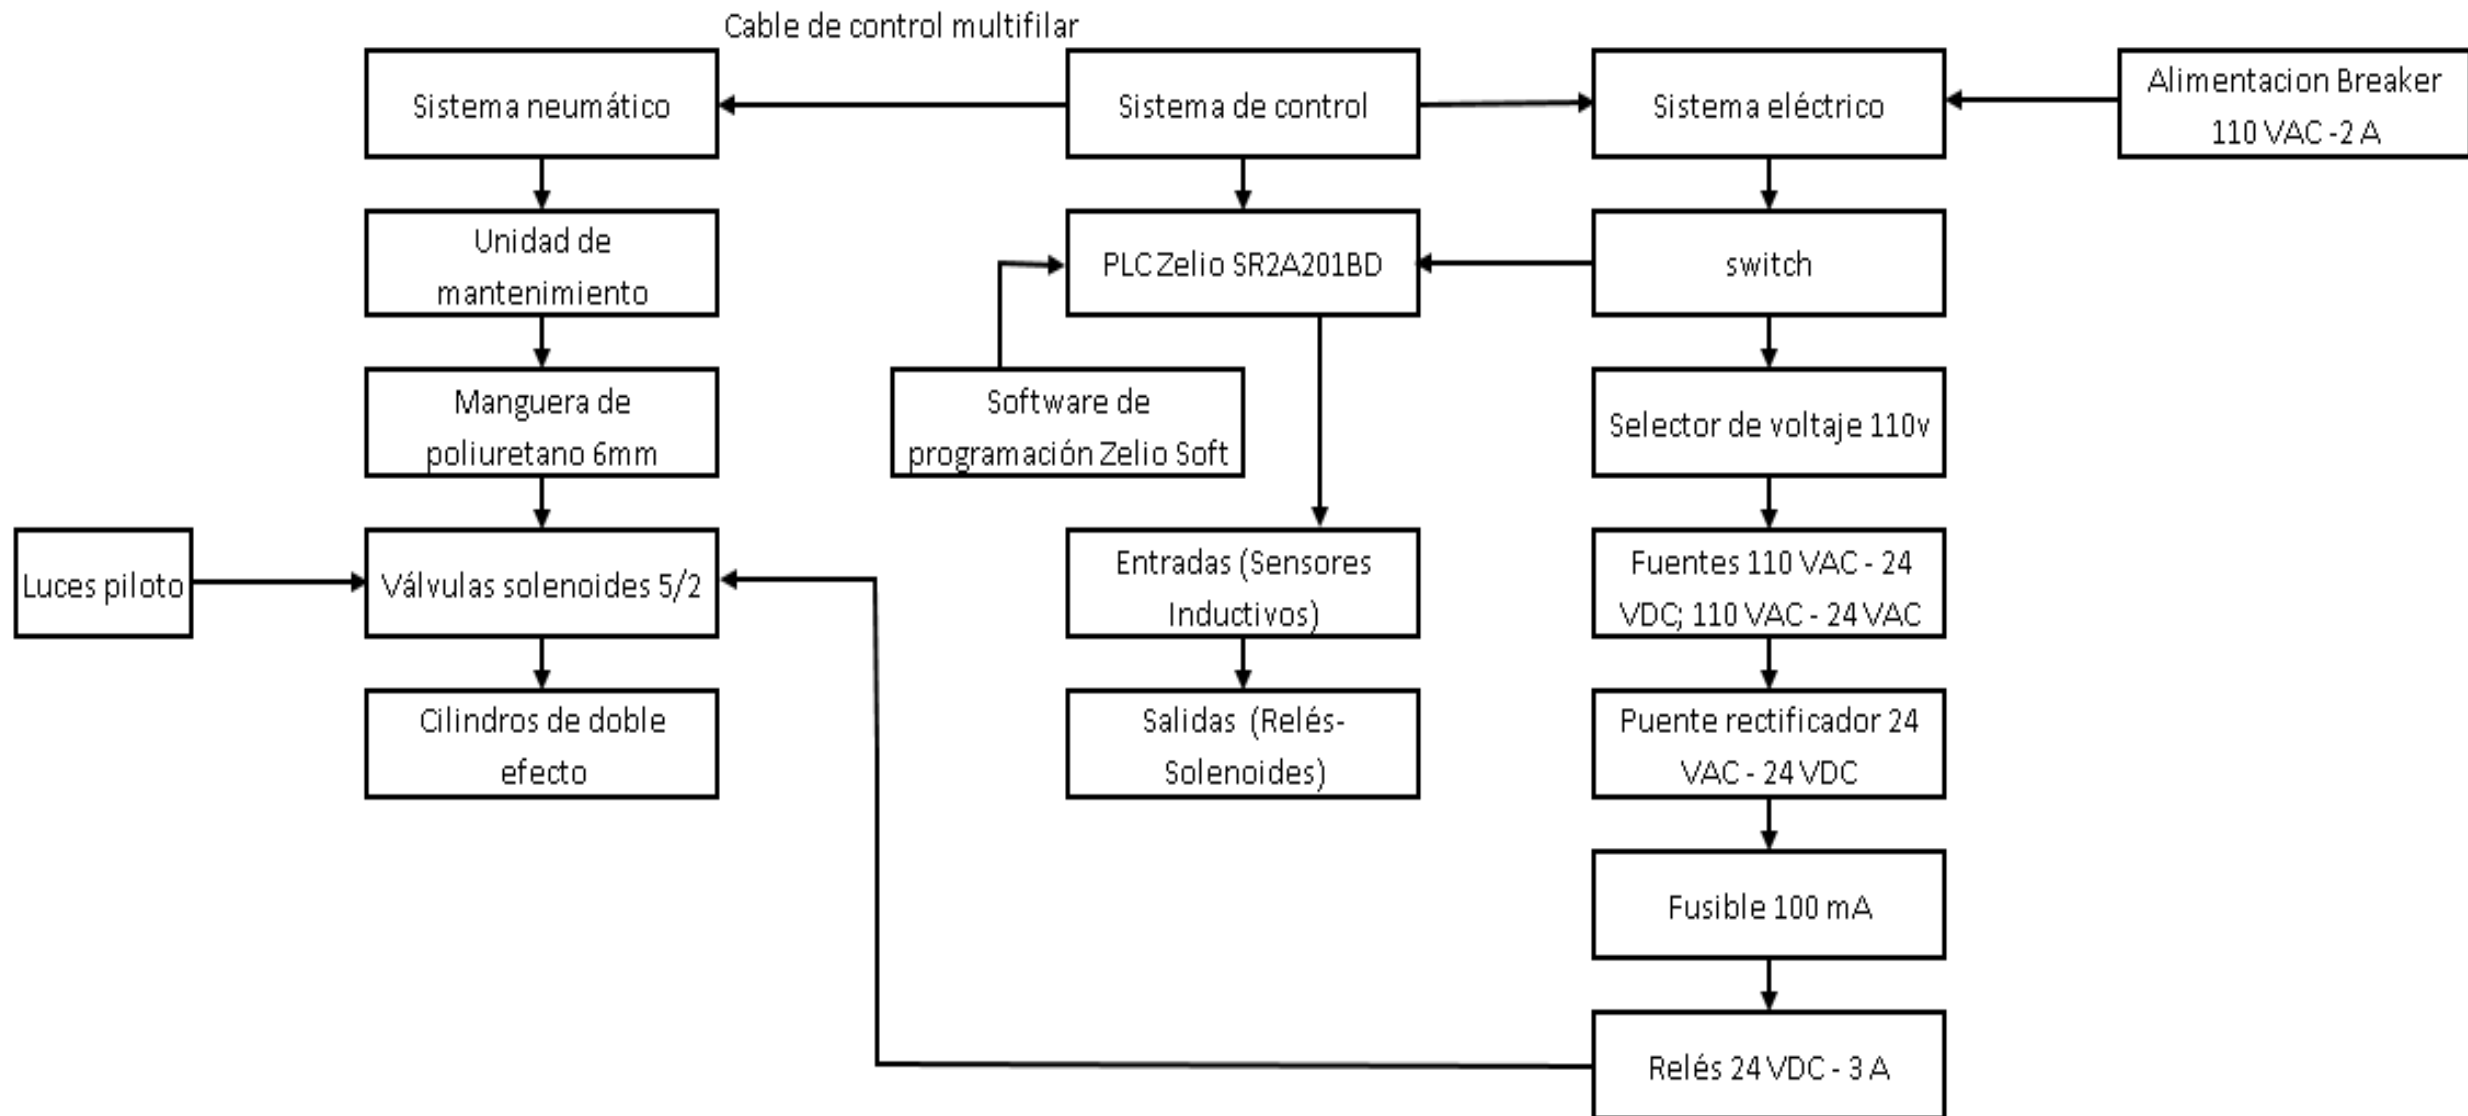 Cable de control multifilar
Sistema neumático
Sistema de control
Sistema eléctrico
Alimentacion Breaker
110 VAC -2 A
Unidad de
mantenimiento
PLC Zelio SR2A201BD
switch
Manguera de
poliuretano 6mm
Software de
programación Zelio Soft
Selector de voltaje 110v
Luces piloto
Válvulas solenoides 5/2
Entradas (Sensores
Inductivos)
Fuentes 110 VAC - 24
VDC; 110 VAC - 24 VAC
Cilindros de doble
efecto
Salidas (Relés-
Solenoides)
Puente rectificador 24
VAC - 24 VDC
Fusible 100 mA
Relés 24 VDC - 3 A